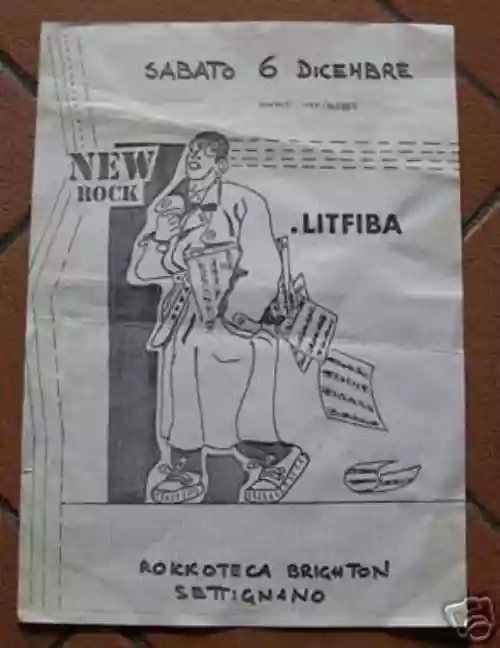 SABATO 6 DICEMBRE
NEW
ROCK
.LITFIBA
ROKKOTECA BRIGHTON
SETTIGNANO